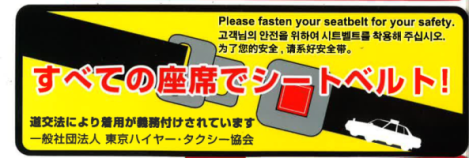 Please fasten your seatbelt for your safety.
고객님의 안전을 위하여 시트벨트를 착용해 주십시오.
为了您的安全，请系好安全带。
すべての座席でシートベルト!
道交法により着用が義務付けされています
一般社団法人 東京ハイヤー・タクシー協会